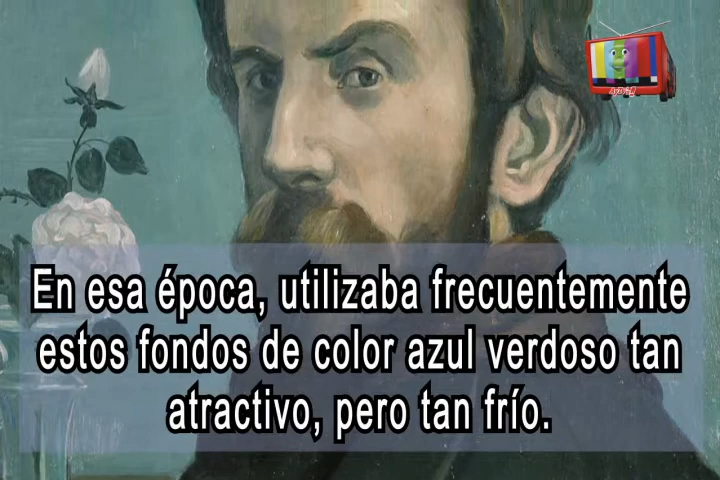 En esa época, utilizaba frecuentemente
estos fondos de color azul verdoso tan
atractivo, pero tan frío.